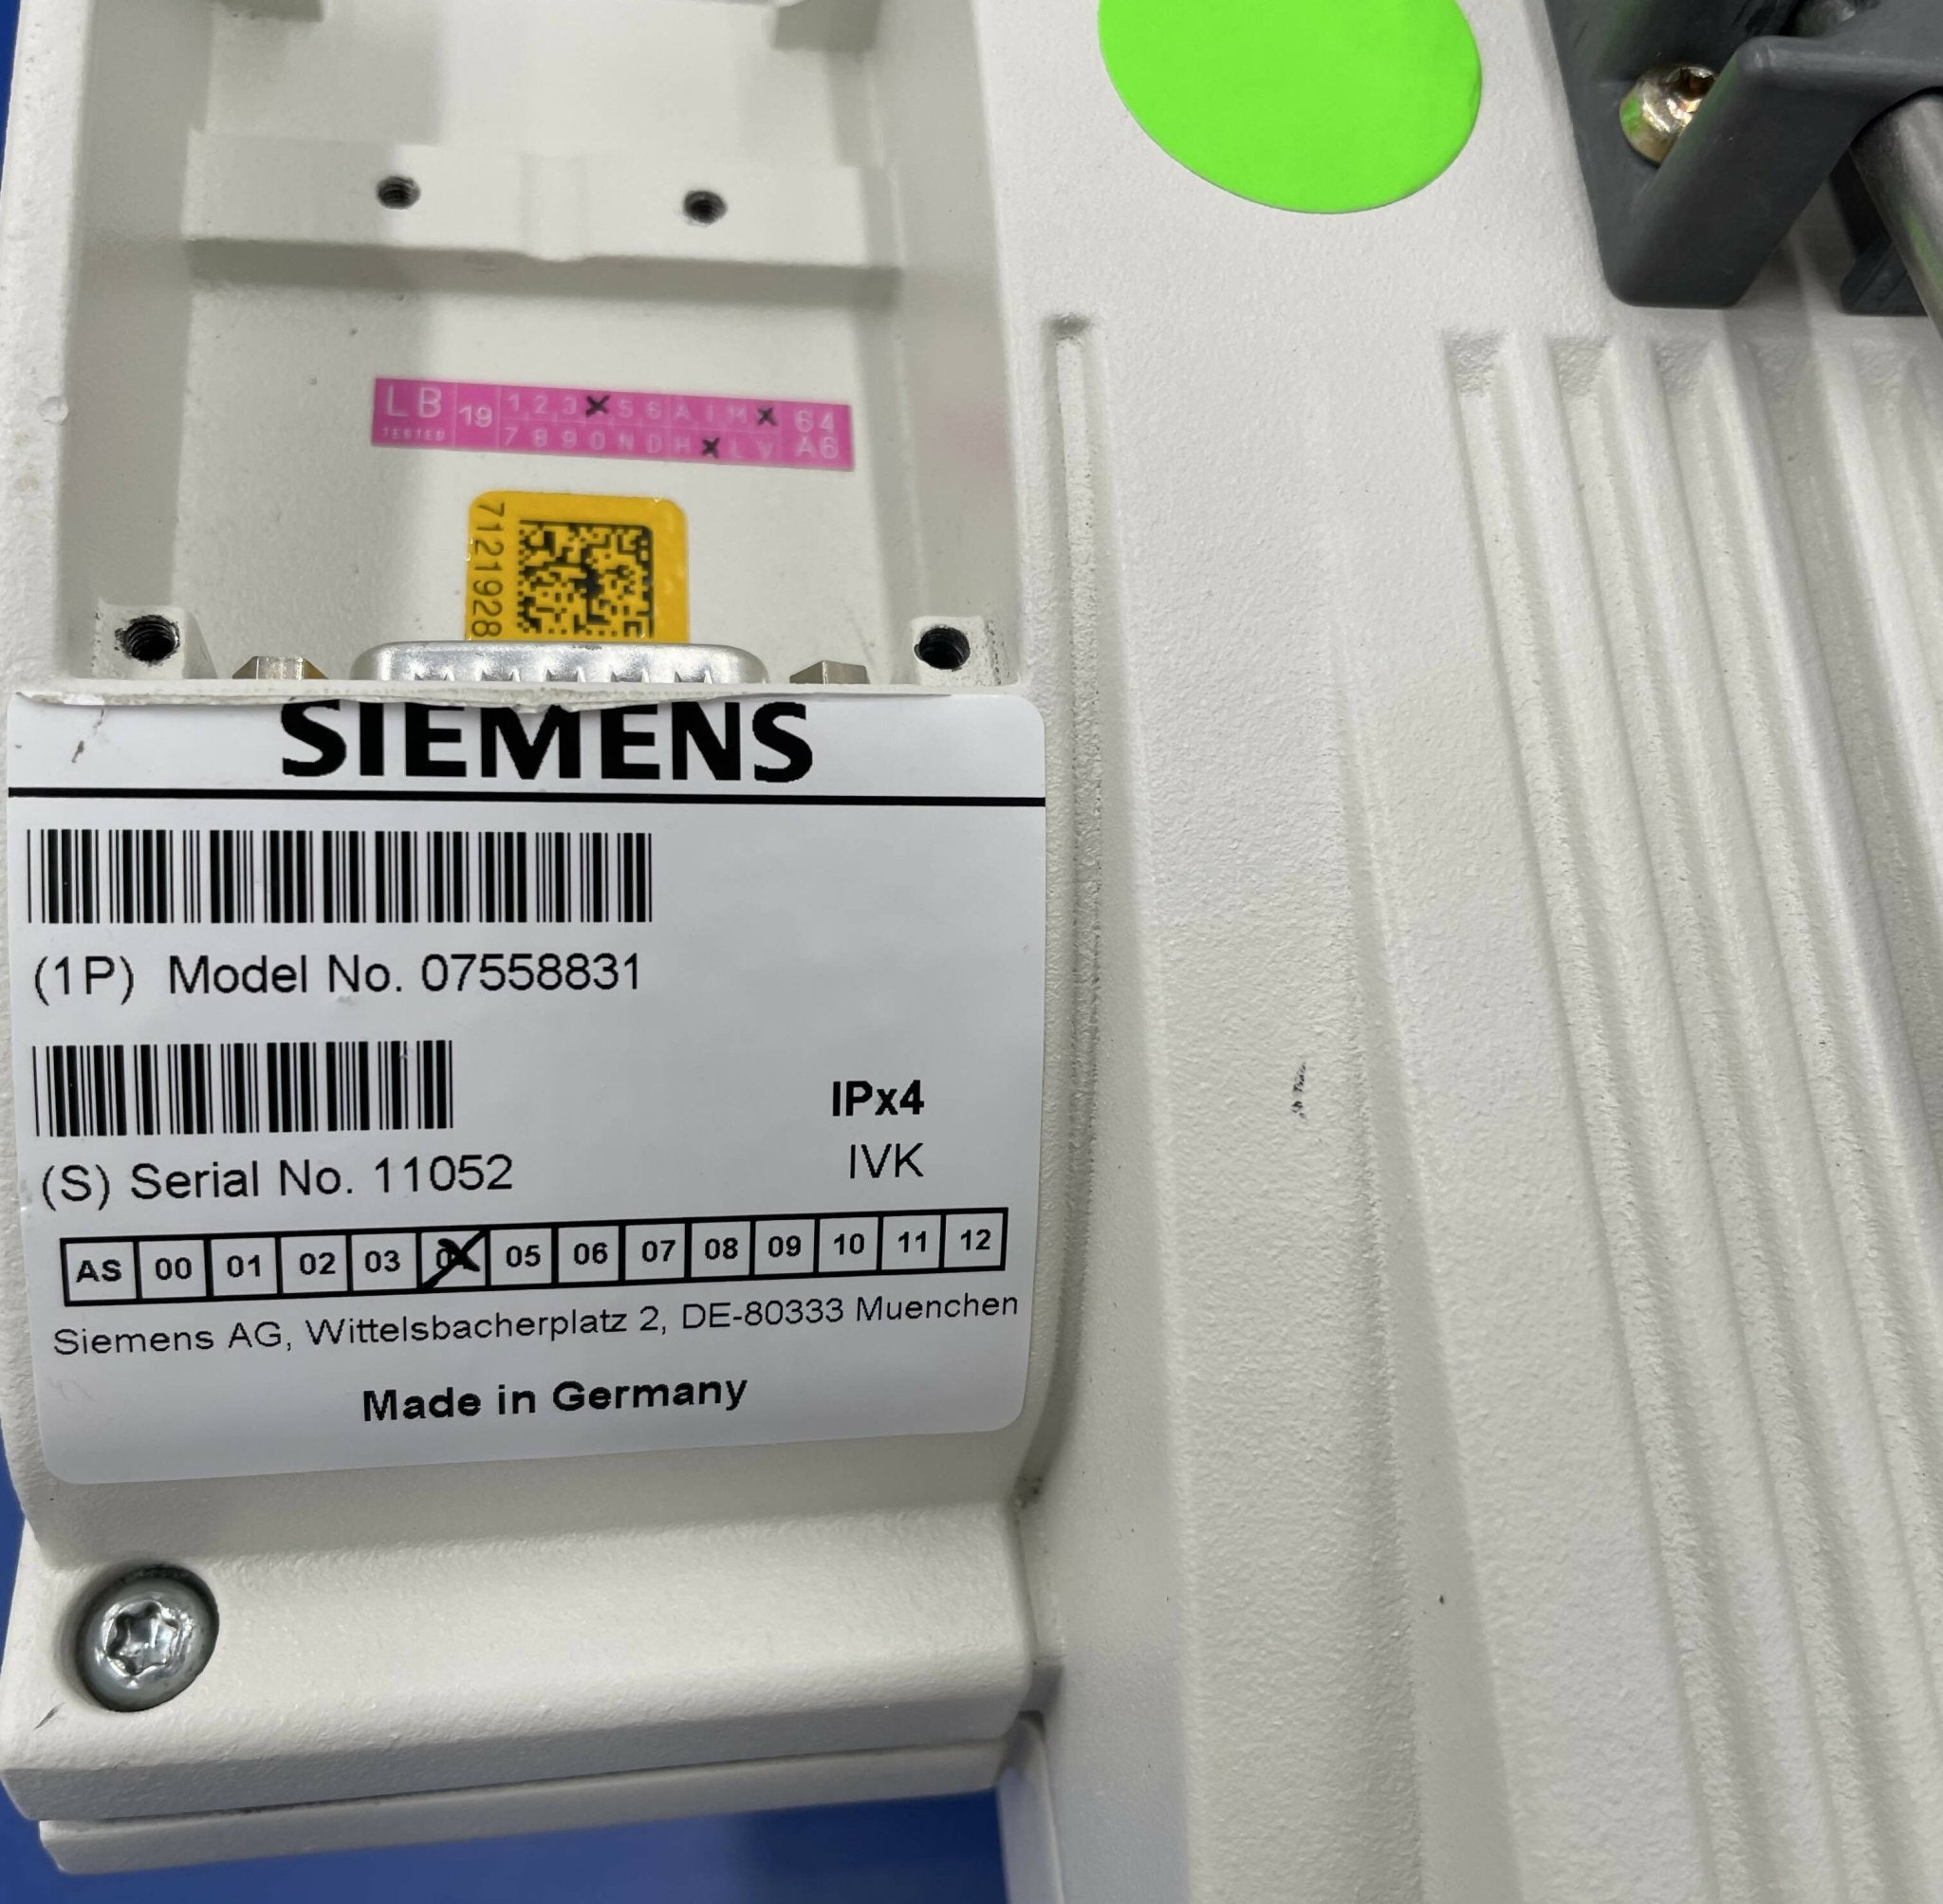 LB 19 1 2 3 5 6 A J M 64
TESTED 7 8 9 0 N D H L V A6
7121928
SIEMENS
(1P) Model No. 07558831
IPx4
IVK
(S) Serial No. 11052
AS 00 01 02 03 04 05 06 07 08 09 10 11 12
Siemens AG, Wittelsbacherplatz 2, DE-80333 Muenchen
Made in Germany